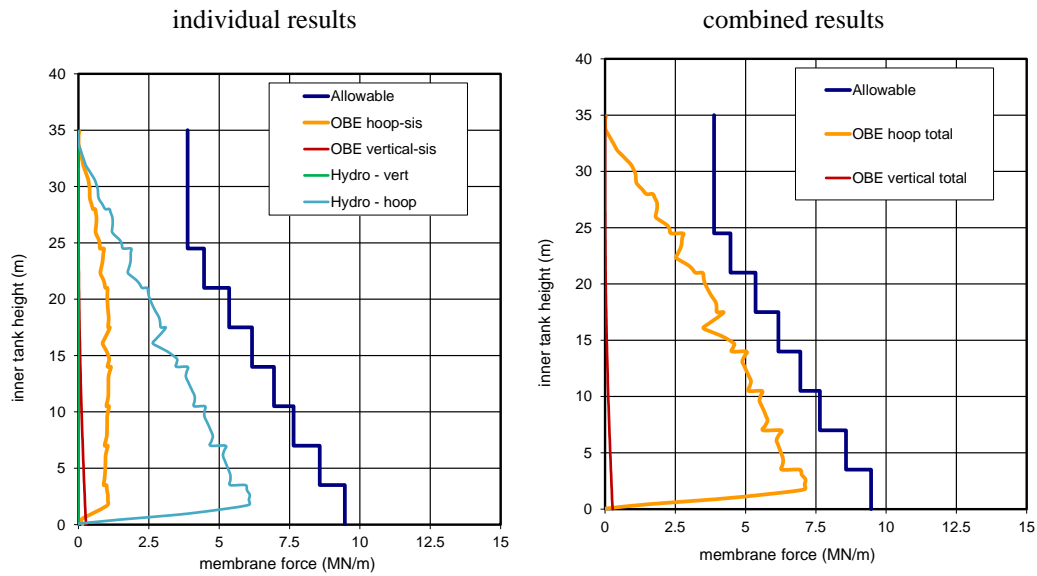 individual results
combined results
40
35
30
25
20
15
10
5
0
inner tank height (m)
Allowable
OBE hoop-sis
OBE vertical-sis
Hydro - vert
Hydro - hoop
0 2.5 5 7.5 10 12.5 15
membrane force (MN/m)
40
35
30
25
20
15
10
5
0
inner tank height (m)
Allowable
OBE hoop total
OBE vertical total
0 2.5 5 7.5 10 12.5 15
membrane force (MN/m)